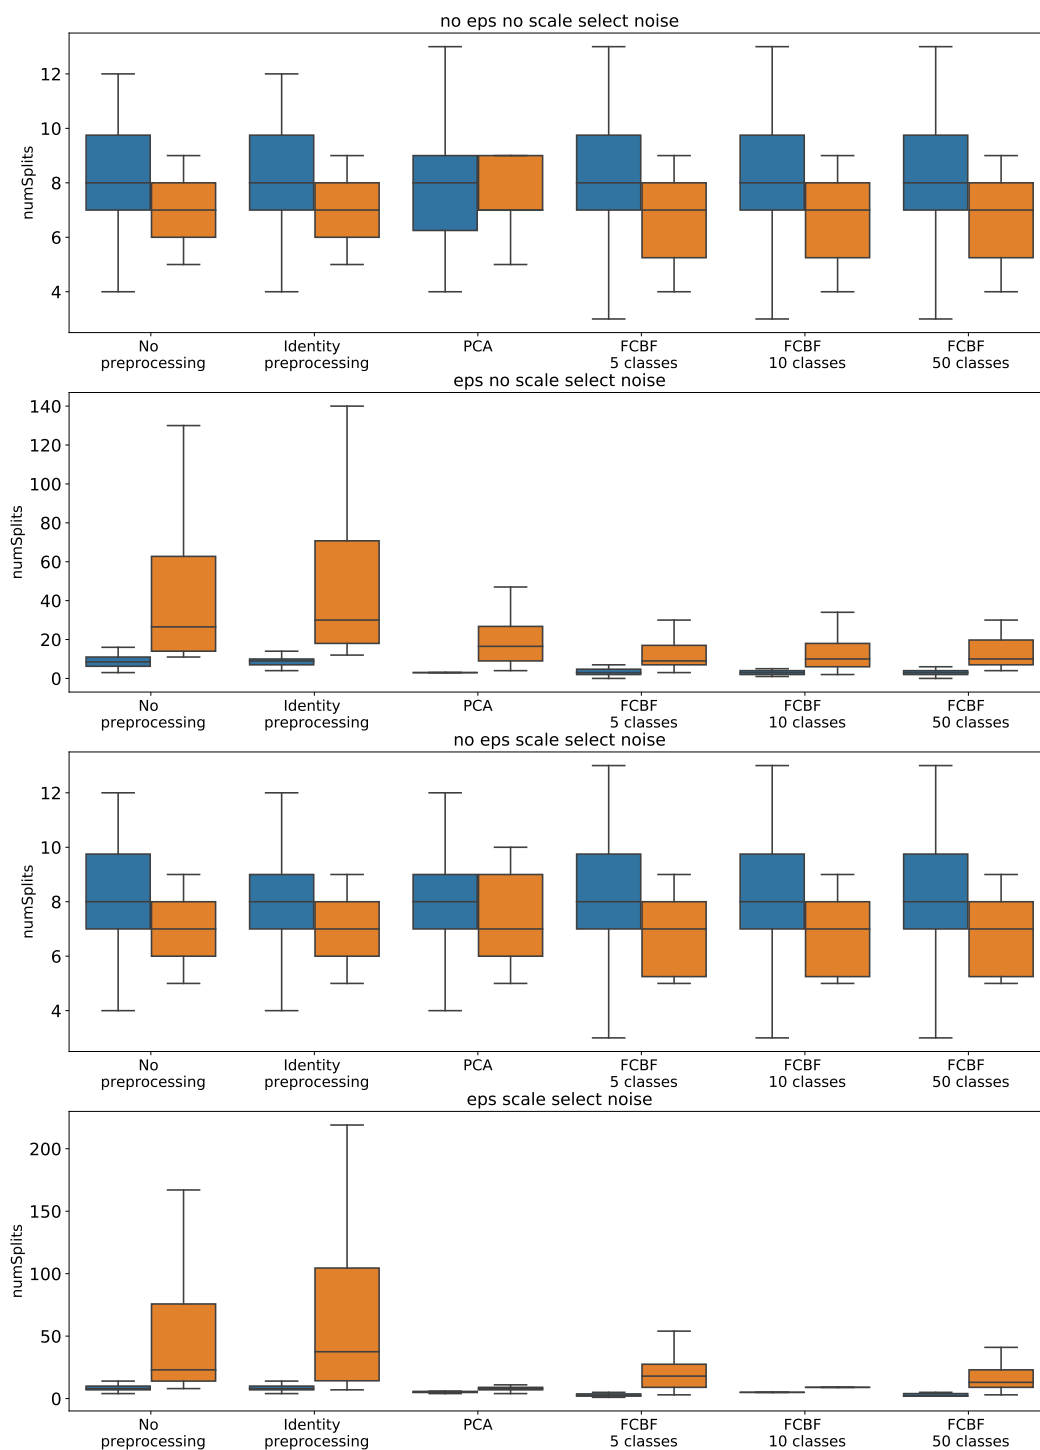 no eps no scale select noise
12
10
8
6
4
numSplits
No preprocessing
Identity preprocessing
PCA
FCBF 5 classes
FCBF 10 classes
FCBF 50 classes
eps no scale select noise
140
120
100
80
60
40
20
0
numSplits
No preprocessing
Identity preprocessing
PCA
FCBF 5 classes
FCBF 10 classes
FCBF 50 classes
no eps scale select noise
12
10
8
6
4
numSplits
No preprocessing
Identity preprocessing
PCA
FCBF 5 classes
FCBF 10 classes
FCBF 50 classes
eps scale select noise
200
150
100
50
0
numSplits
No preprocessing
Identity preprocessing
PCA
FCBF 5 classes
FCBF 10 classes
FCBF 50 classes